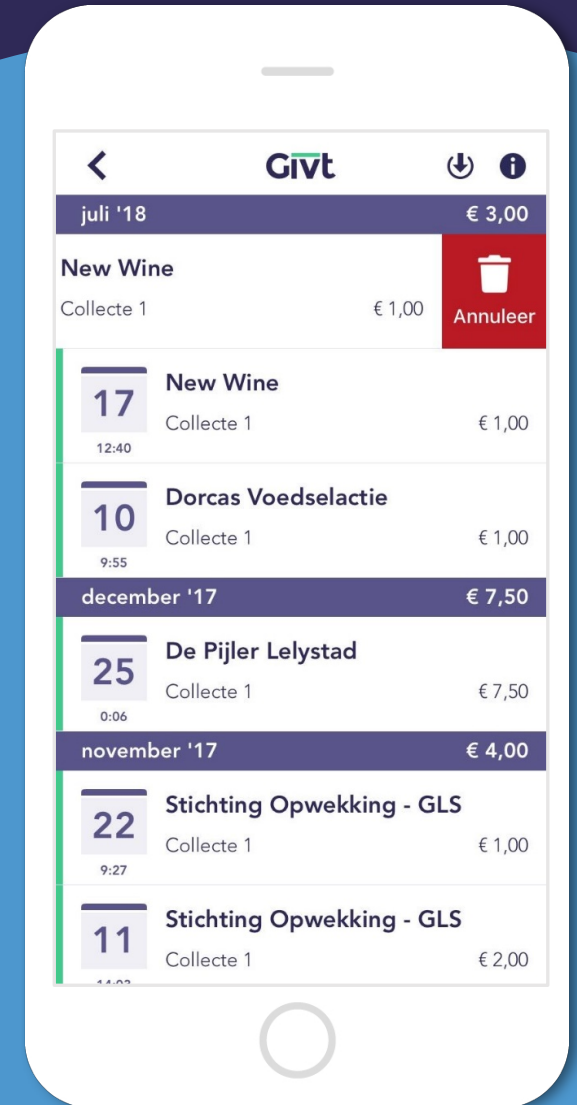 Givt
juli '18 € 3,00
New Wine
Collecte 1 € 1,00
Annuleer
17 New Wine
Collecte 1 € 1,00
12:40
10 Dorcas Voedselactie
Collecte 1 € 1,00
9:55
december '17 € 7,50
25 De Pijler Lelystad
Collecte 1 € 7,50
0:06
november '17 € 4,00
22 Stichting Opwekking - GLS
Collecte 1 € 1,00
9:27
11 Stichting Opwekking - GLS
Collecte 1 € 2,00